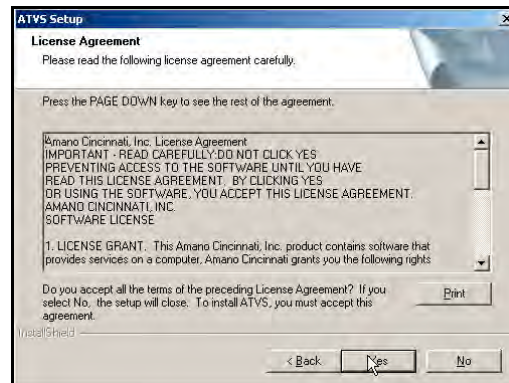 ATVS Setup
License Agreement
Please read the following license agreement carefully.
Press the PAGE DOWN key to see the rest of the agreement.
Amano Cincinnati, Inc. License Agreement
IMPORTANT - READ CAREFULLY:DO NOT CLICK YES
PREVENTING ACCESS TO THE SOFTWARE UNTIL YOU HAVE
READ THIS LICENSE AGREEMENT. BY CLICKING YES
OR USING THE SOFTWARE, YOU ACCEPT THIS LICENSE AGREEMENT.
AMANO CINCINNATI, INC.
SOFTWARE LICENSE
1. LICENSE GRANT. This Amano Cincinnati, Inc. product contains software that
provides services on a computer, Amano Cincinnati grants you the following rights
Do you accept all the terms of the preceding License Agreement? If you
select No, the setup will close. To install ATVS, you must accept this
agreement.
Print
InstallShield
< Back
Yes
No